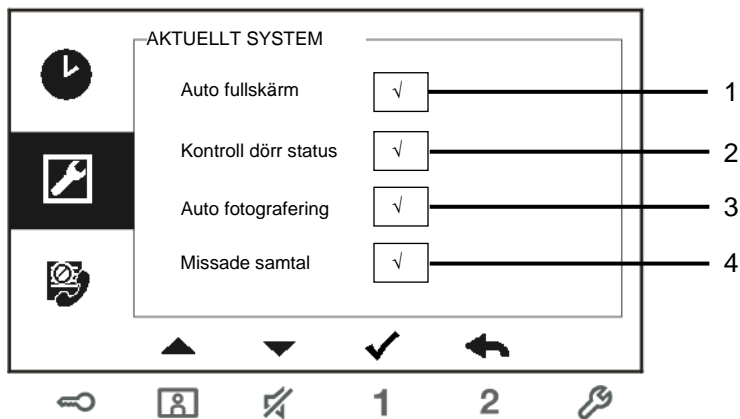 AKTUELLT SYSTEM
Auto fullskärm √ 1
Kontroll dörr status √ 2
Auto fotografering √ 3
Missade samtal √ 4
1 2